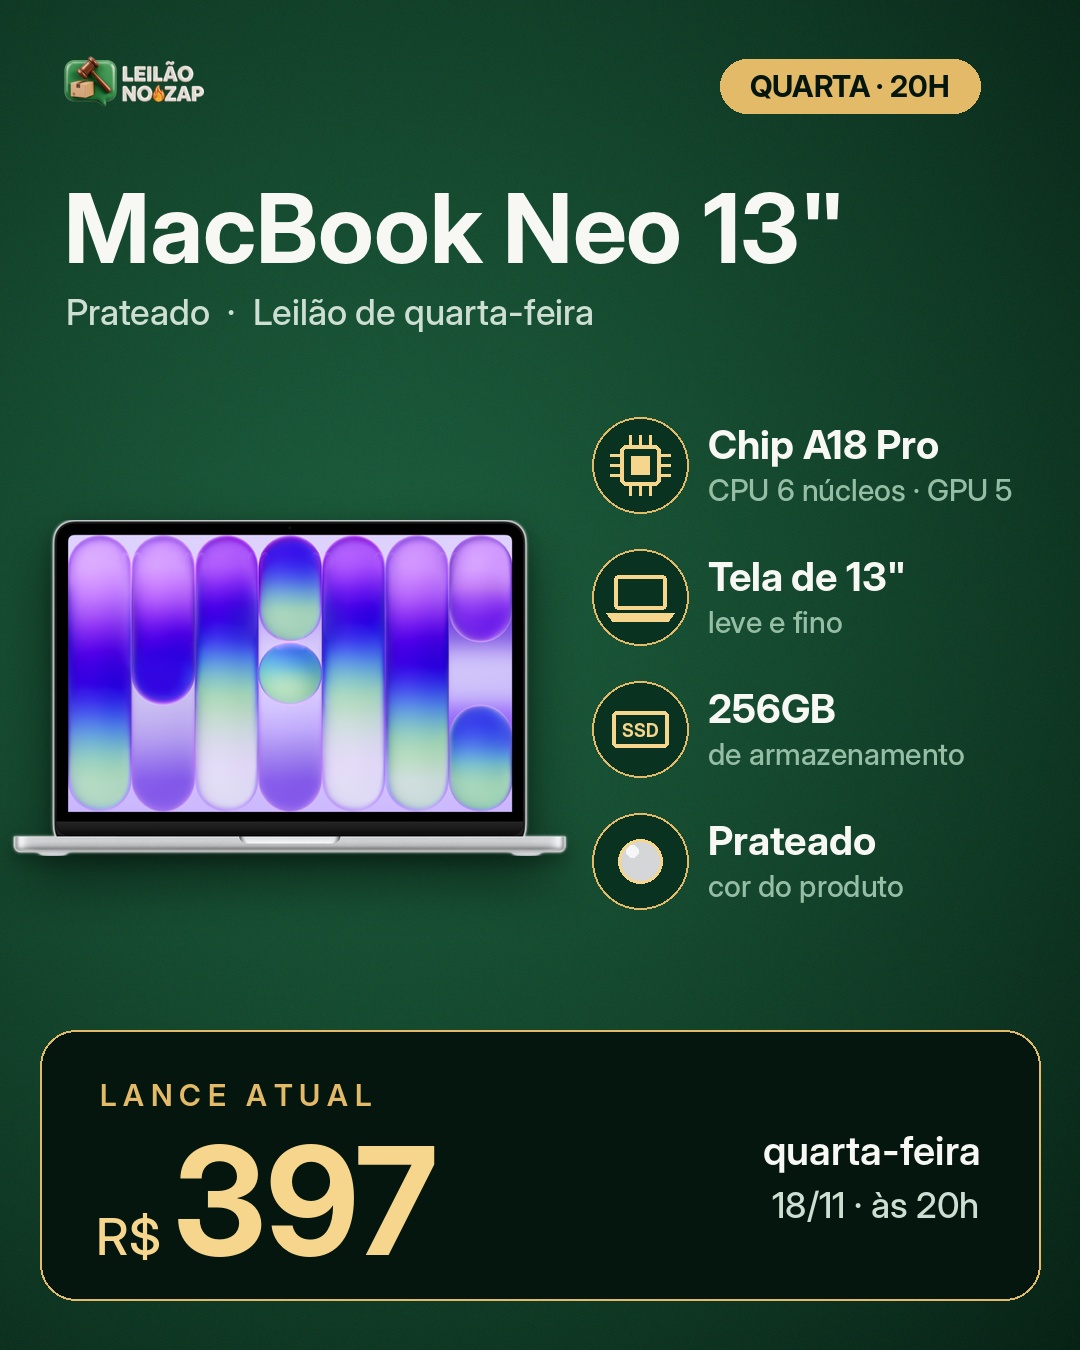 LEILÃO
NO ZAP
QUARTA · 20H
MacBook Neo 13"
Prateado · Leilão de quarta-feira
Chip A18 Pro
CPU 6 núcleos · GPU 5
Tela de 13"
leve e fino
SSD
256GB
de armazenamento
Prateado
cor do produto
LANCE ATUAL
R$ 397
quarta-feira
18/11 · às 20h